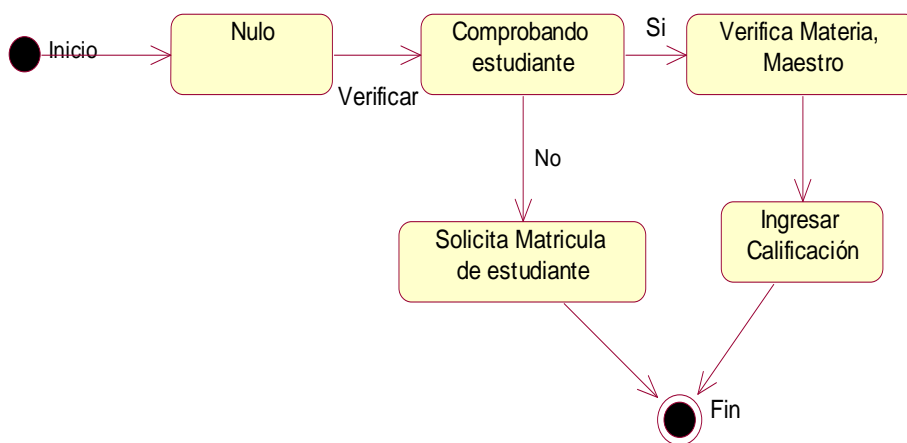 Inicio
Nulo
Verificar
Comprobando
estudiante
Si
Verifica Materia,
Maestro
No
Solicita Matricula
de estudiante
Ingresar
Calificación
Fin